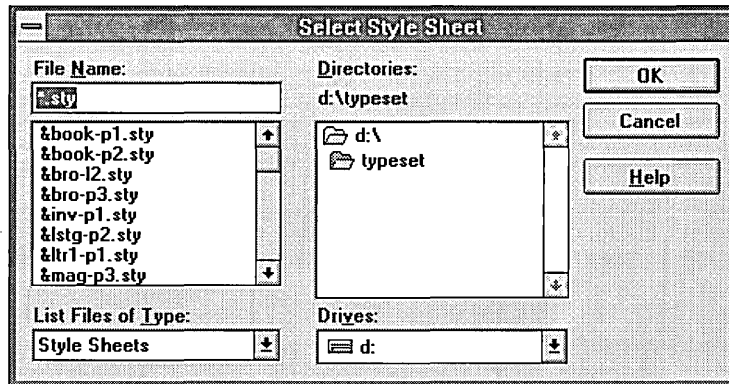 Select Style Sheet
File Name:
*.sty
&book-p1.sty
&book-p2.sty
&bro-l2.sty
&bro-p3.sty
&inv-p1.sty
&lstg-p2.sty
&ltr1-p1.sty
&mag-p3.sty
List Files of Type:
Style Sheets
Directories:
d:\typeset
d:\
typeset
Drives:
d:
OK
Cancel
Help